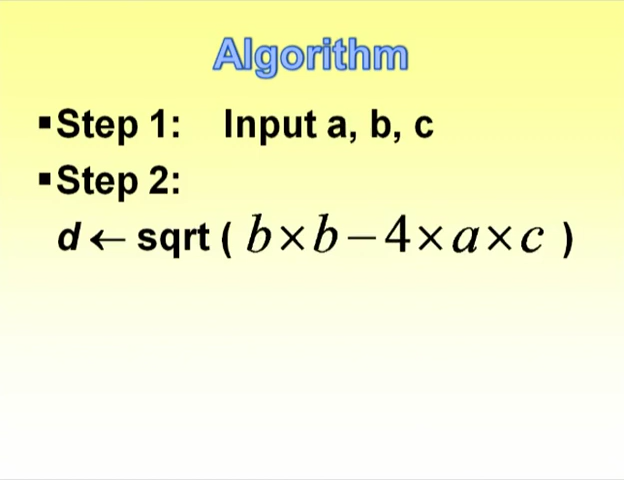 Algorithm
▪Step 1: Input a, b, c
▪Step 2:
d ← sqrt ( b×b−4×a×c )